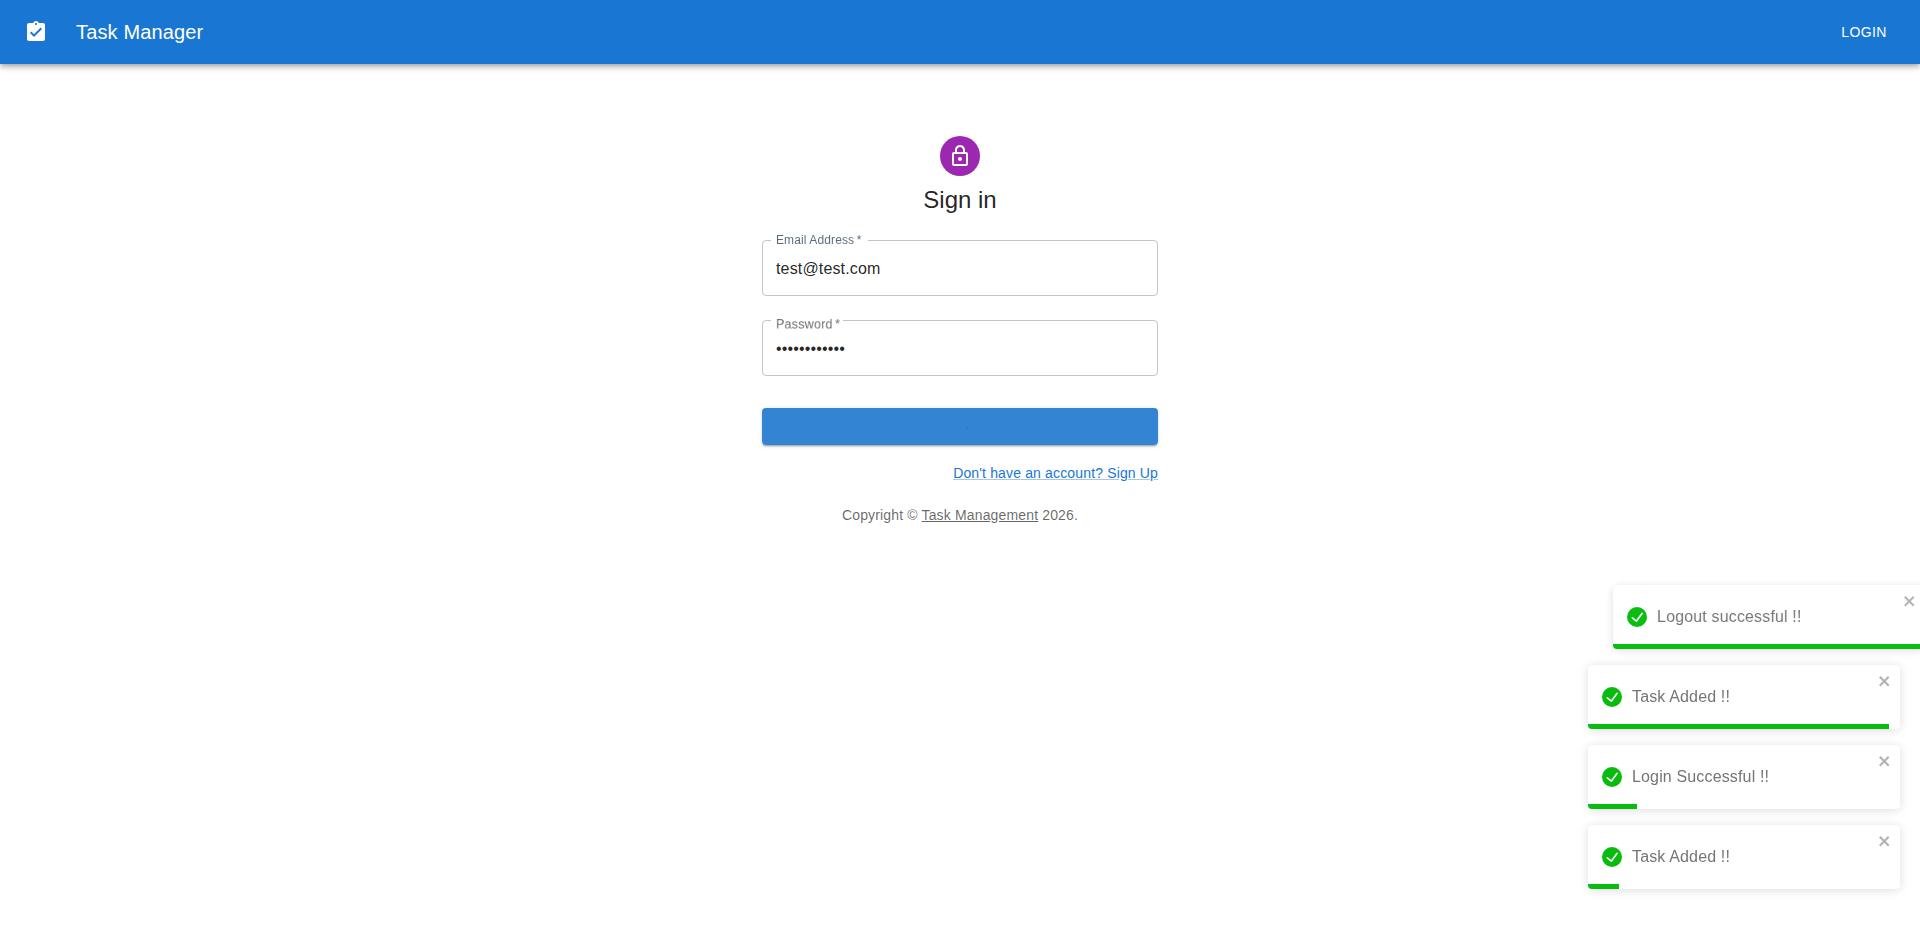 Task Manager
LOGIN
Sign in
Email Address *
test@test.com
Password *
••••••••••••
Don't have an account? Sign Up
Copyright © Task Management 2026.
Logout successful !!
Task Added !!
Login Successful !!
Task Added !!